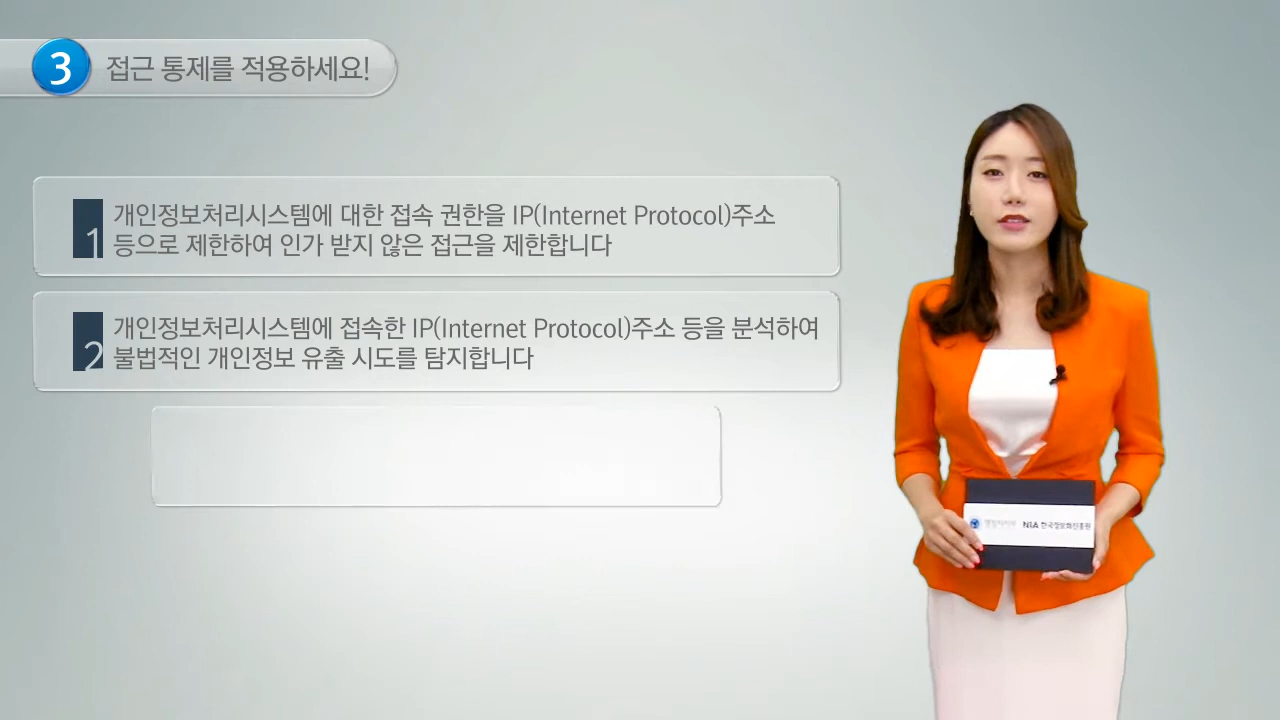 3 접근 통제를 적용하세요!
1 개인정보처리시스템에 대한 접속 권한을 IP(Internet Protocol)주소
등으로 제한하여 인가 받지 않은 접근을 제한합니다
2 개인정보처리시스템에 접속한 IP(Internet Protocol)주소 등을 분석하여
불법적인 개인정보 유출 시도를 탐지합니다
NIA 한국정보화진흥원